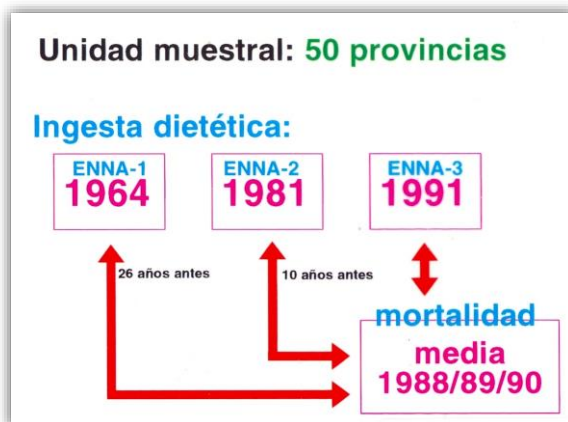 Unidad muestral: 50 provincias
Ingesta dietética:
ENNA-1
1964
ENNA-2
1981
ENNA-3
1991
26 años antes
10 años antes
mortalidad
media
1988/89/90